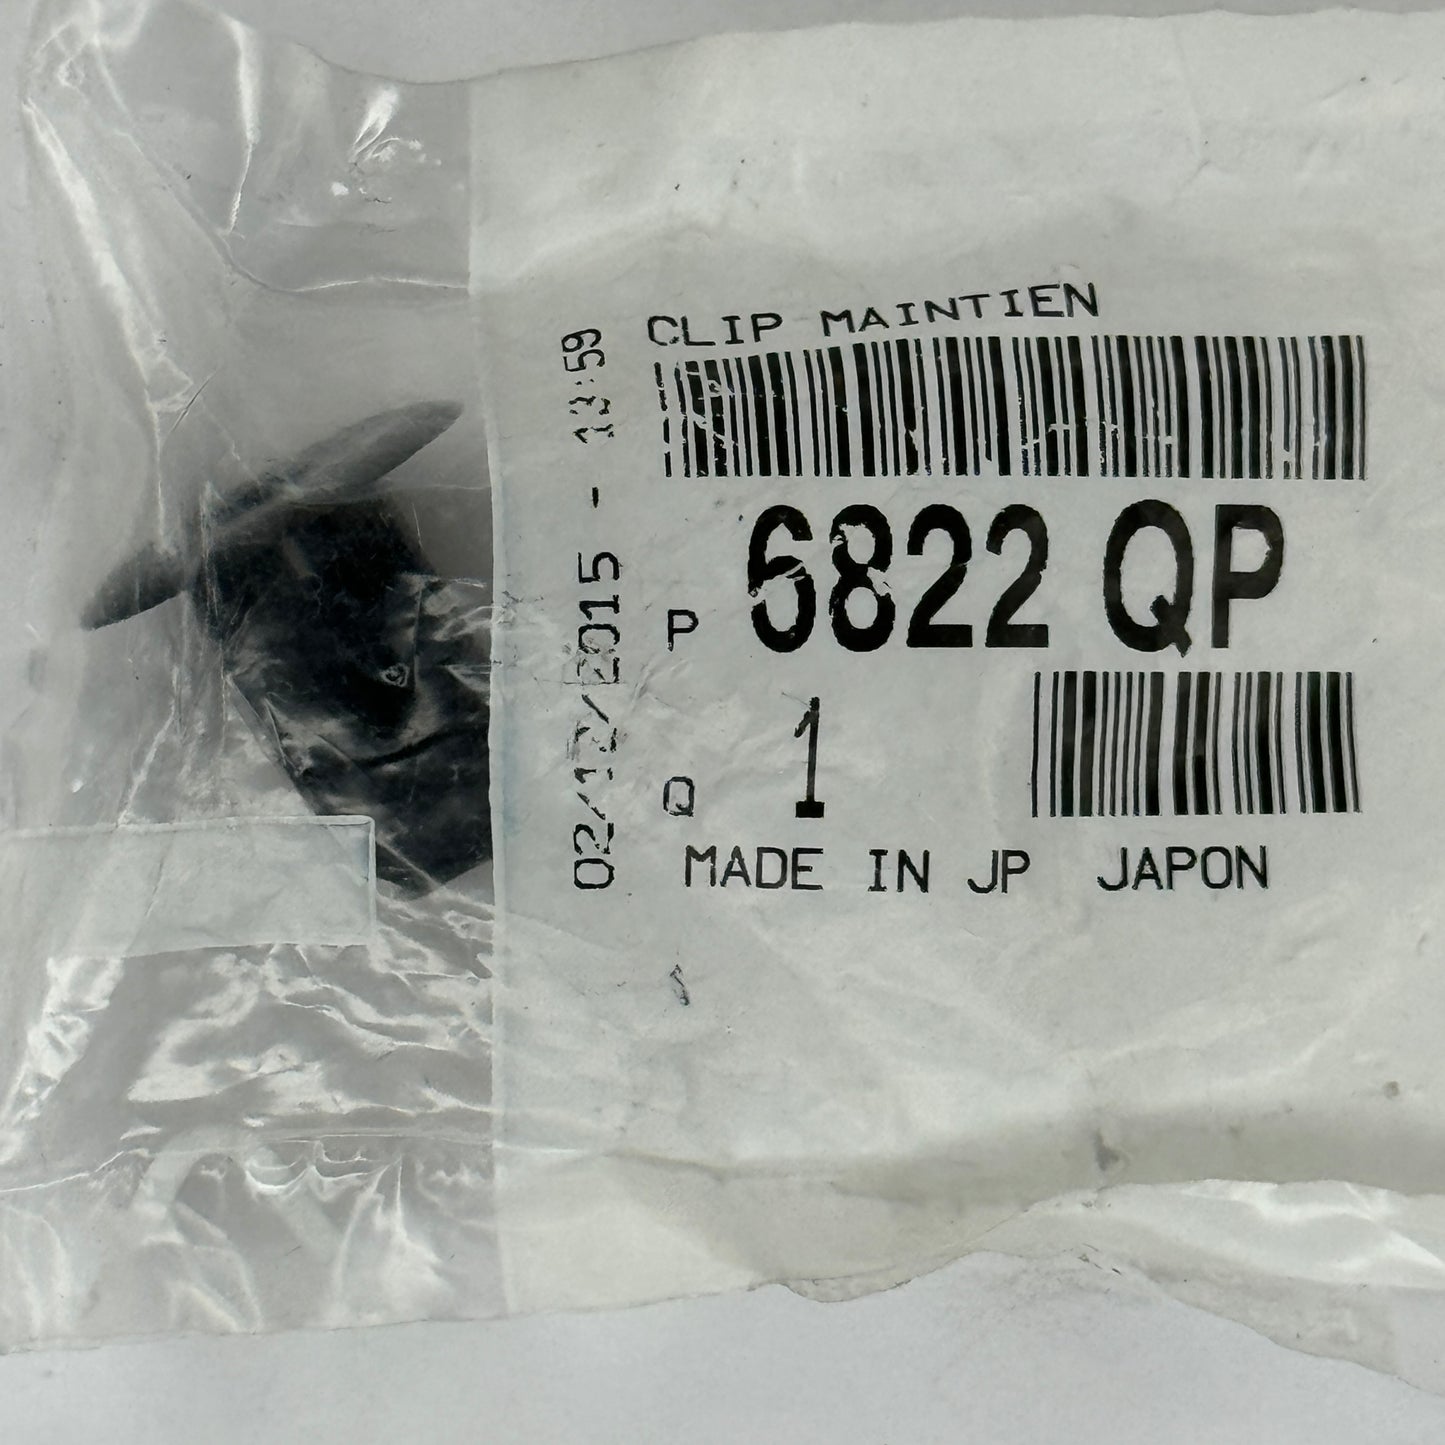 CLIP MAINTIEN
P 6822 QP
Q 1
MADE IN JP JAPON
02/12/2015 - 13:59